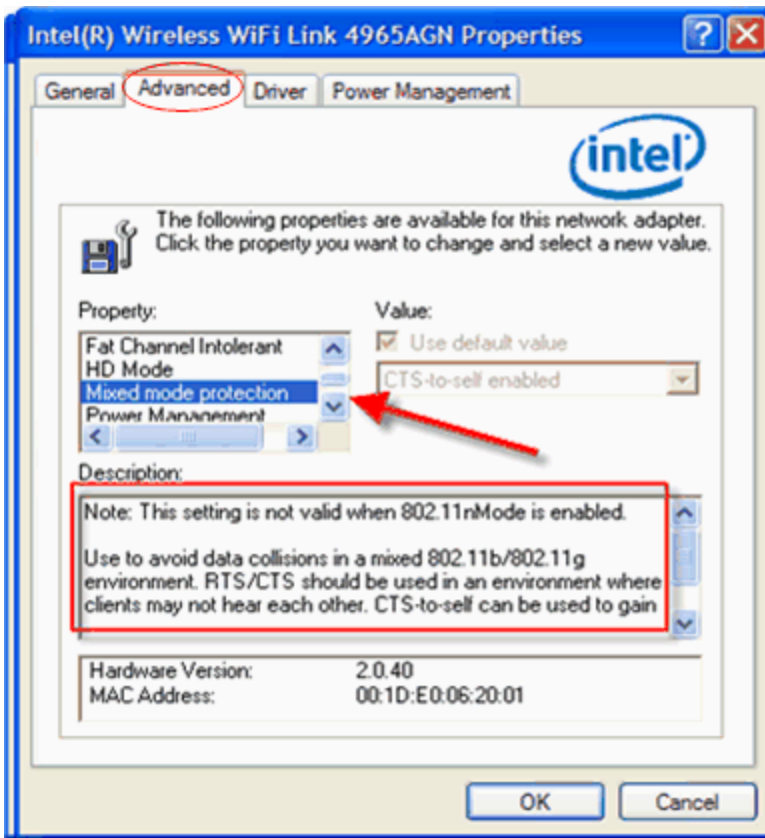 Intel(R) Wireless WiFi Link 4965AGN Properties
General Advanced Driver Power Management
intel
The following properties are available for this network adapter.
Click the property you want to change and select a new value.
Property:
Value:
Fat Channel Intolerant
HD Mode
Mixed mode protection
Power Management
Use default value
CTS-to-self enabled
Description:
Note: This setting is not valid when 802.11nMode is enabled.
Use to avoid data collisions in a mixed 802.11b/802.11g
environment. RTS/CTS should be used in an environment where
clients may not hear each other. CTS-to-self can be used to gain
Hardware Version: 2.0.40
MAC Address: 00:1D:E0:06:20:01
OK Cancel